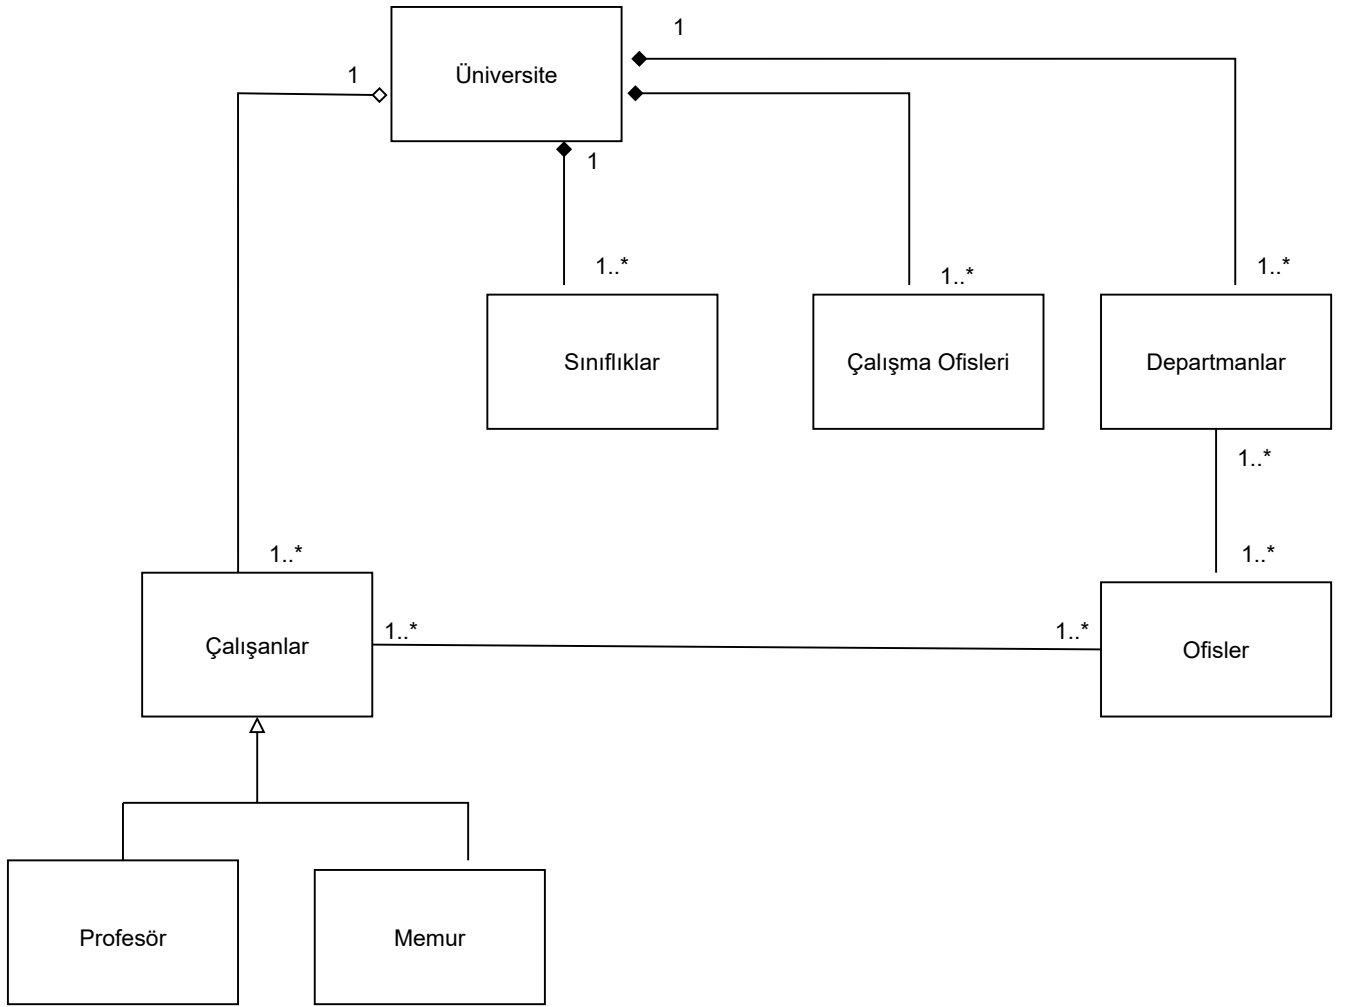 1
Üniversite
1
1
1..*
1..*
1..*
Sınıflıklar
Çalışma Ofisleri
Departmanlar
1..*
1..*
1..*
Çalışanlar
1..*
1..*
Ofisler
Profesör
Memur